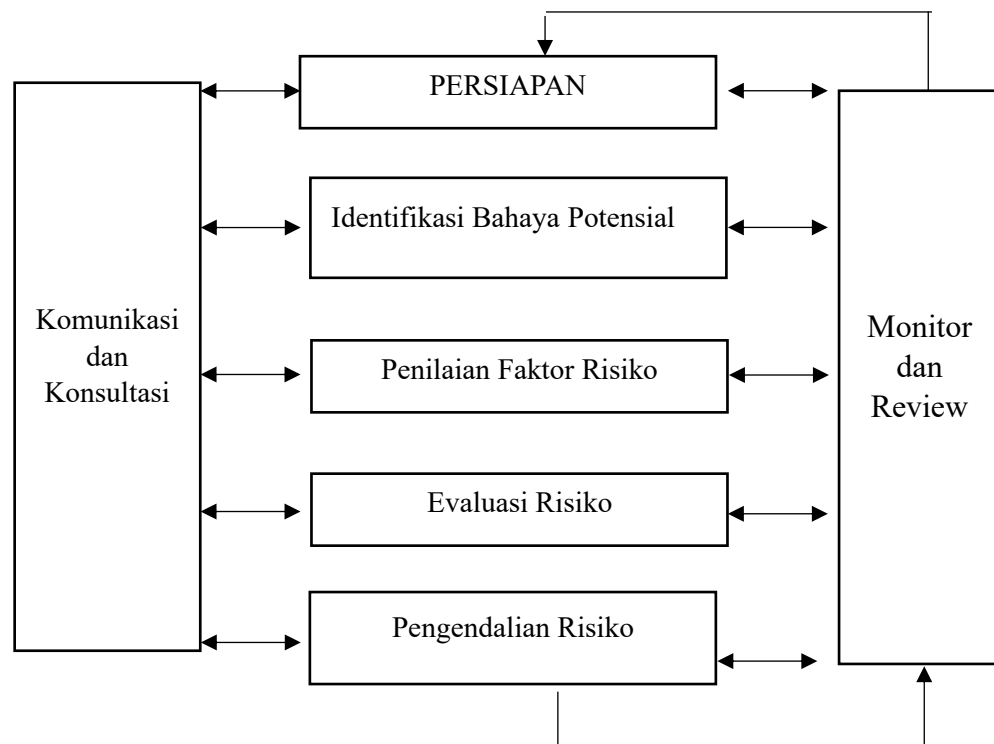 PERSIAPAN
Identifikasi Bahaya Potensial
Komunikasi
dan
Konsultasi
Penilaian Faktor Risiko
Monitor
dan
Review
Evaluasi Risiko
Pengendalian Risiko